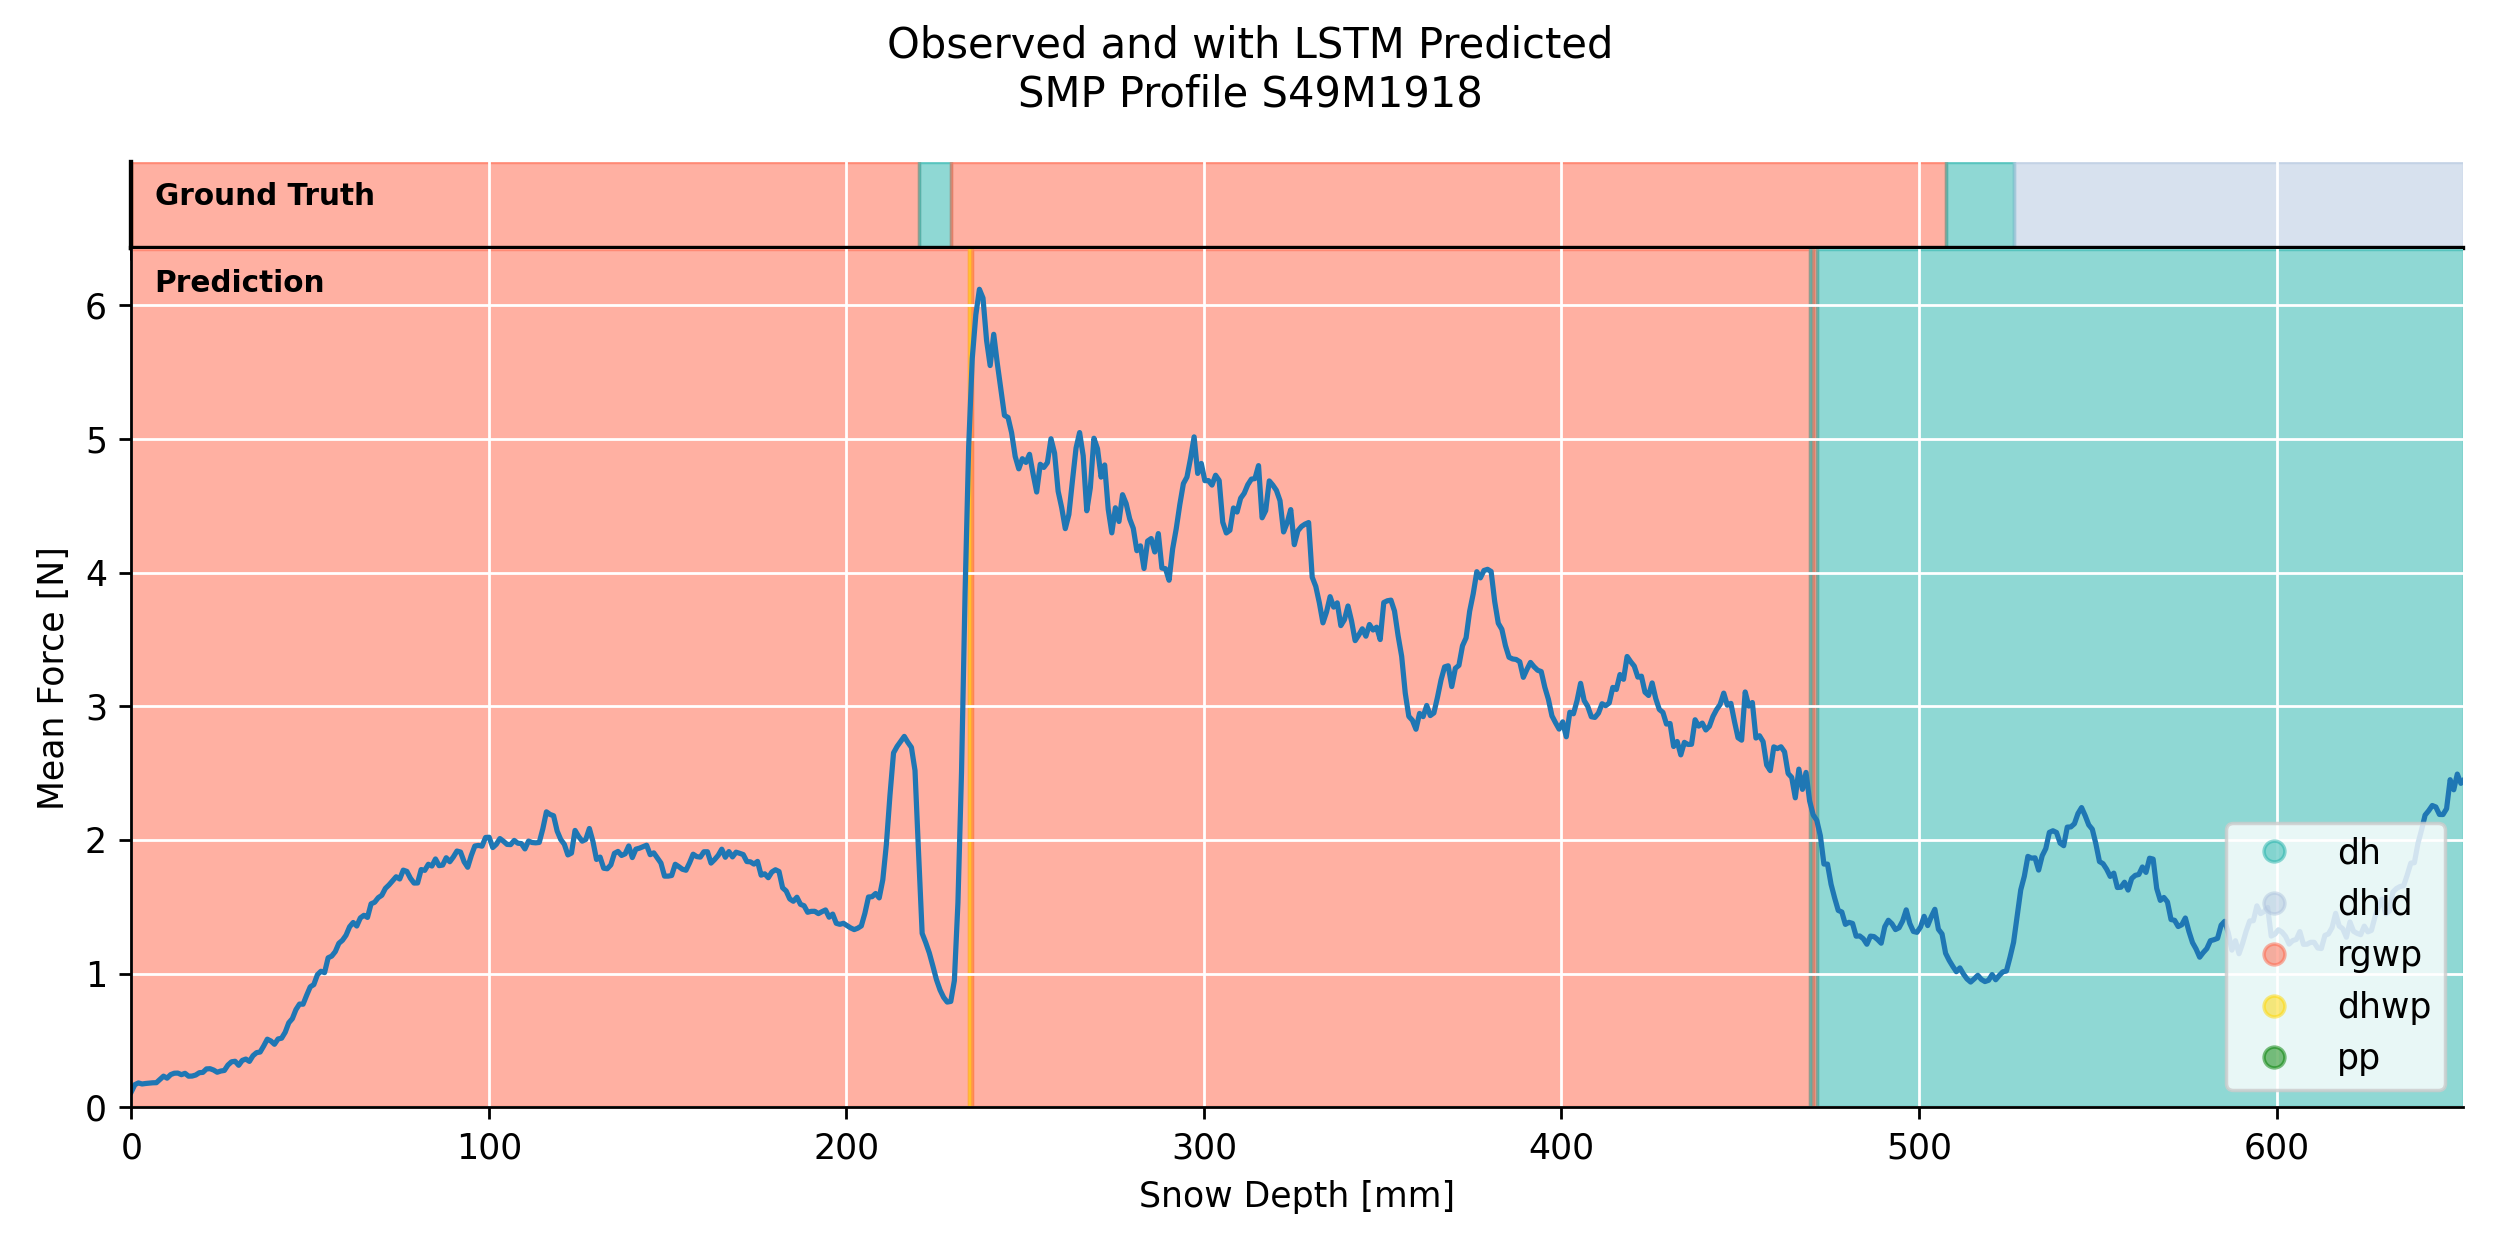 Observed and with LSTM Predicted
SMP Profile S49M1918
Ground Truth
Prediction
6
5
4
3
2
1
0
Mean Force [N]
dh
dhid
rgwp
dhwp
pp
0 100 200 300 400 500 600
Snow Depth [mm]